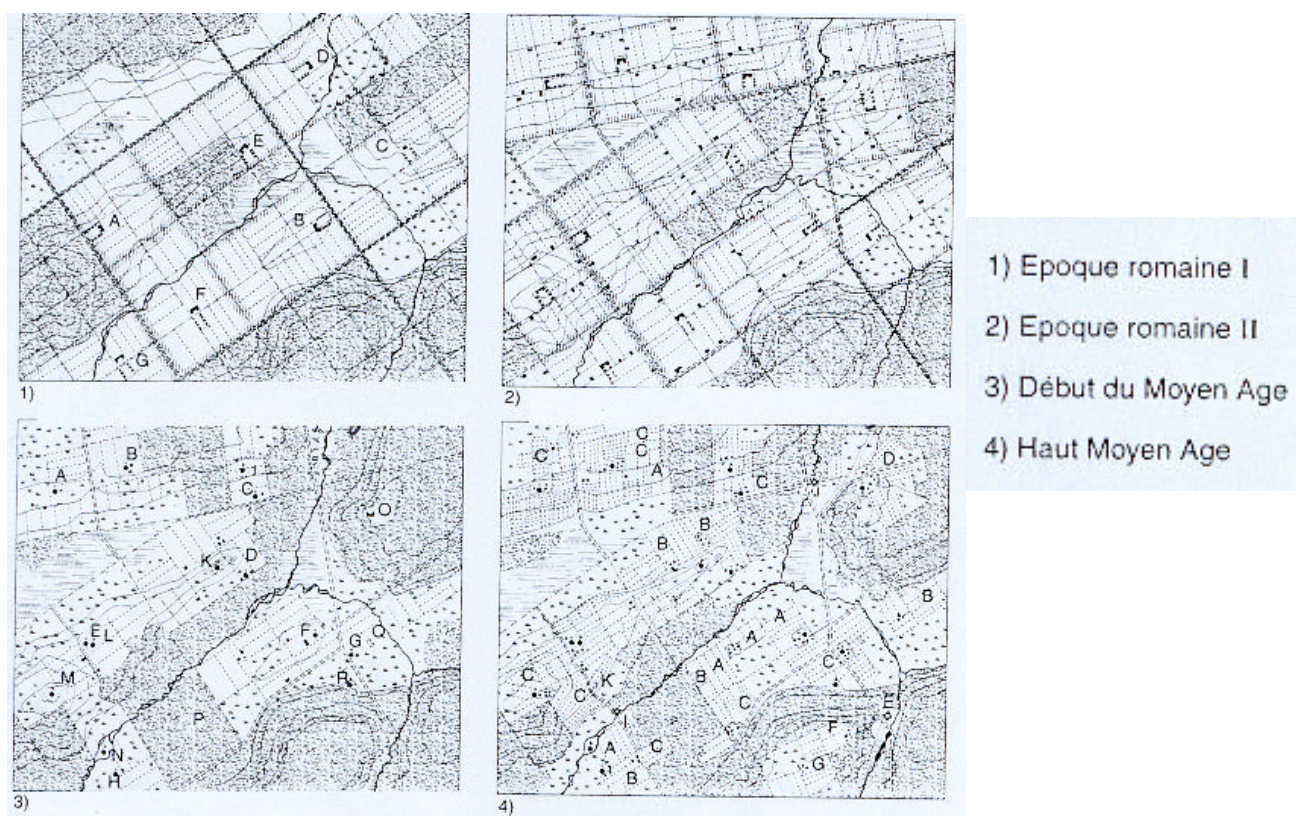 D
E
C
A
B
F
G
1)
2)
1) Epoque romaine I
2) Epoque romaine II
3) Début du Moyen Age
4) Haut Moyen Age
B
A
C
O
K
D
E L
F
Q
G
M
R
P
N
H
3)
C
C
C
A
C
D
I
B
B
B
A
A
A
C
K
B
C
C
C
I
E
F
A
C
G
B
4)